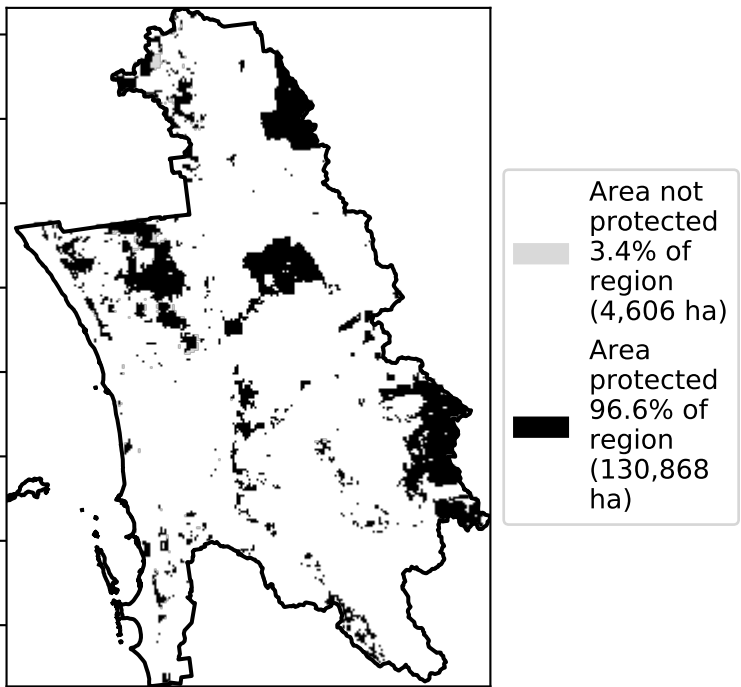 Area not
protected
3.4% of
region
(4,606 ha)
Area
protected
96.6% of
region
(130,868
ha)